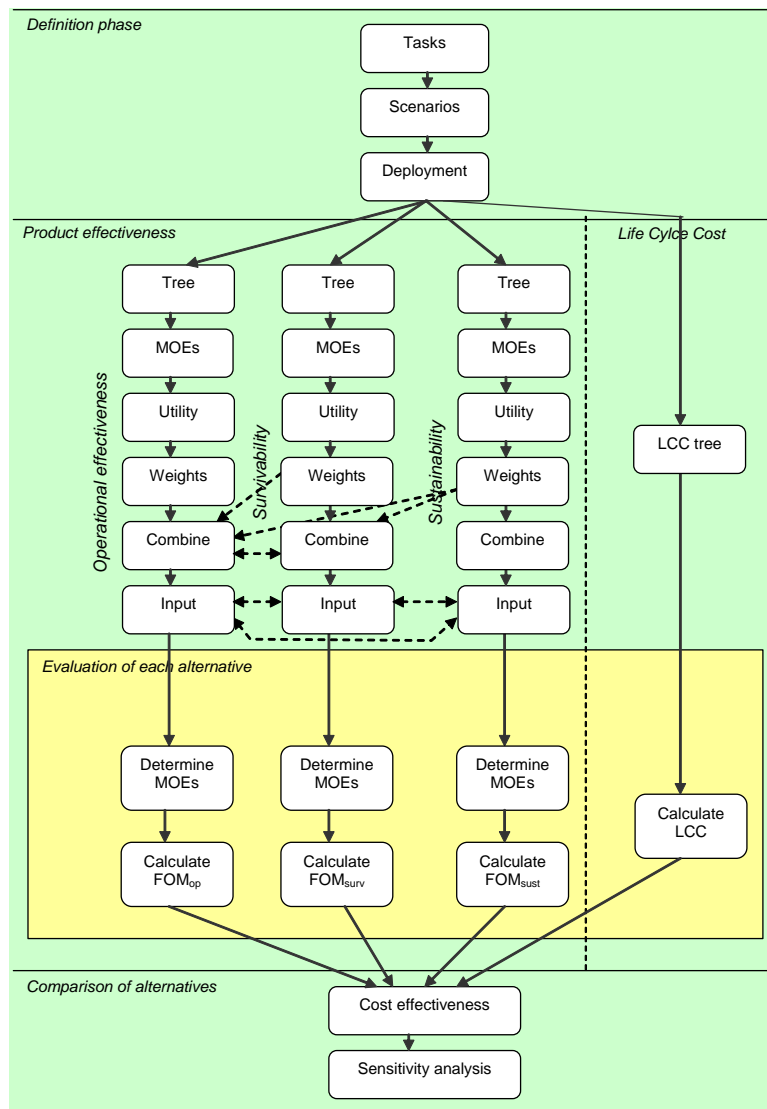 Definition phase
Tasks
Scenarios
Deployment
Product effectiveness
Life Cylce Cost
Tree
Tree
Tree
MOEs
MOEs
MOEs
Utility
Utility
Utility
Operational effectiveness
Survivability
Sustainability
LCC tree
Weights
Weights
Weights
Combine
Combine
Combine
Input
Input
Input
Evaluation of each alternative
Determine
MOEs
Determine
MOEs
Determine
MOEs
Calculate
LCC
Calculate
FOMop
Calculate
FOMsurv
Calculate
FOMsust
Comparison of alternatives
Cost effectiveness
Sensitivity analysis